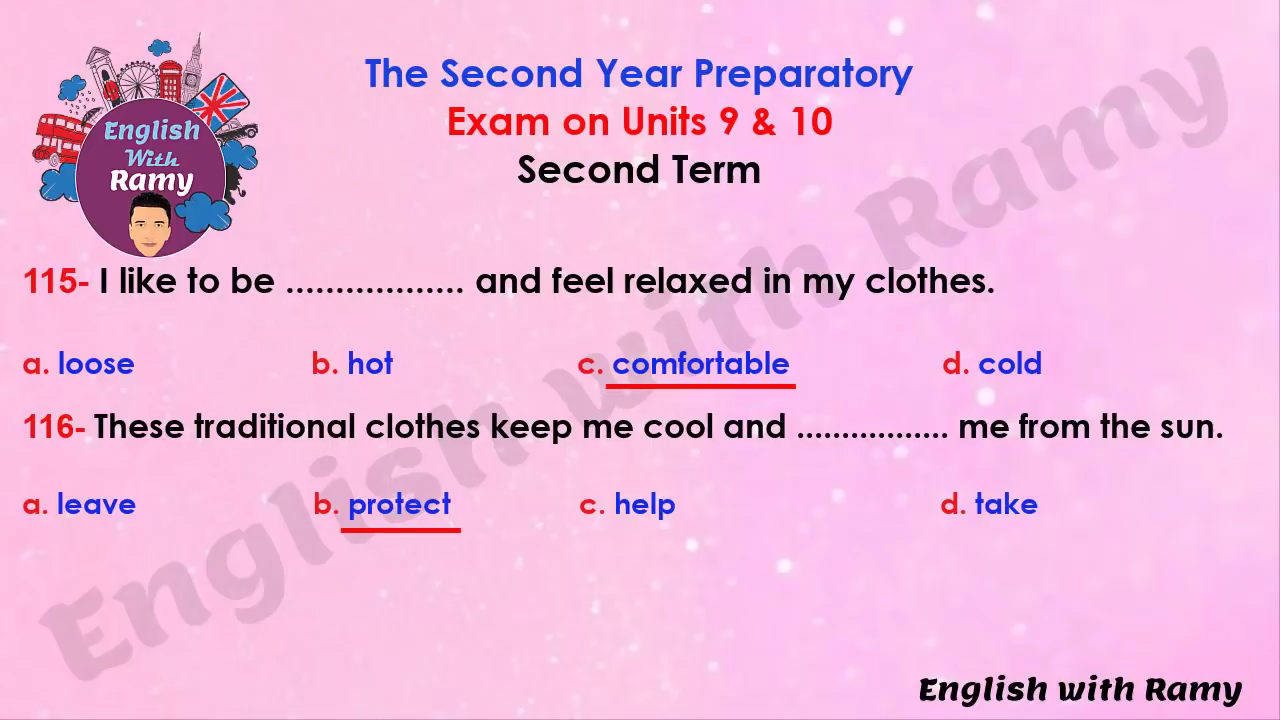 English
With
Ramy
The Second Year Preparatory
Exam on Units 9 & 10
Second Term
115- I like to be .................. and feel relaxed in my clothes.
a. loose b. hot c. comfortable d. cold
116- These traditional clothes keep me cool and ................. me from the sun.
a. leave b. protect c. help d. take
English with Ramy
English with Ramy